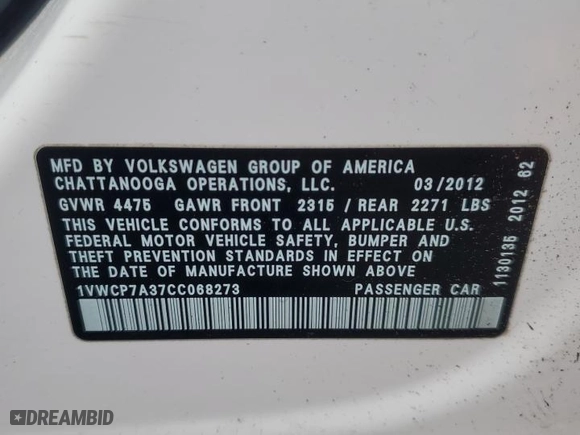 MFD BY VOLKSWAGEN GROUP OF AMERICA
CHATTANOOGA OPERATIONS, LLC. 03/2012
GVWR 4475 GAWR FRONT 2315 / REAR 2271 LBS
THIS VEHICLE CONFORMS TO ALL APPLICABLE U.S.
FEDERAL MOTOR VEHICLE SAFETY, BUMPER AND
THEFT PREVENTION STANDARDS IN EFFECT ON
THE DATE OF MANUFACTURE SHOWN ABOVE.
1VWCP7A37CC068273 PASSENGER CAR
1130135 2012 62
DREAMBID